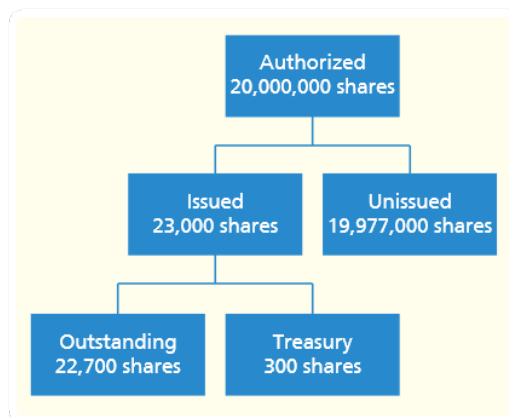 Authorized
20,000,000 shares
Issued
23,000 shares
Unissued
19,977,000 shares
Outstanding
22,700 shares
Treasury
300 shares